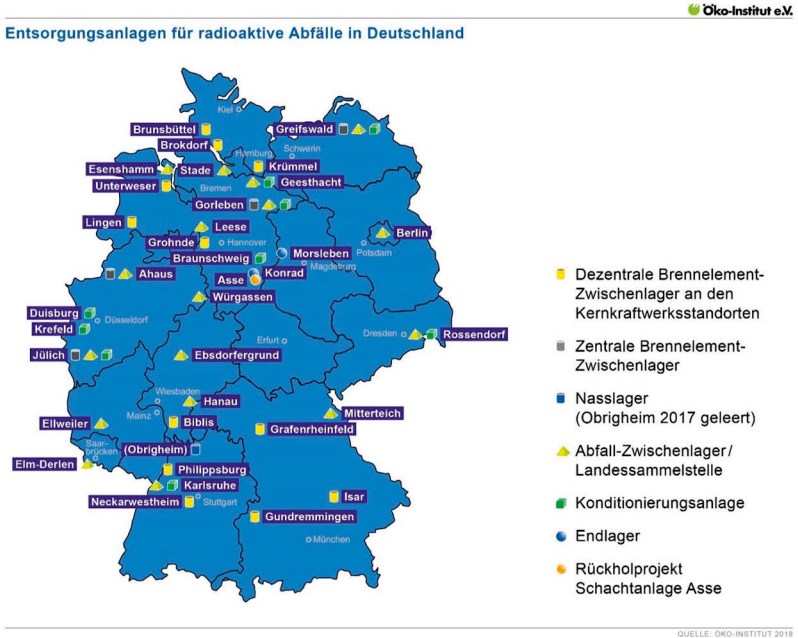 Öko-Institut e.V.
Entsorgungsanlagen für radioaktive Abfälle in Deutschland
Kiel
Brunsbüttel
Greifswald
Brokdorf
Schwerin
Hamburg
Esenshamm
Stade
Krümmel
Unterweser
Bremen
Geesthacht
Gorleben
Lingen
Leese
Berlin
Grohnde
Hannover
Potsdam
Braunschweig
Morsleben
Magdeburg
Ahaus
Konrad
Asse
Würgassen
Duisburg
Düsseldorf
Krefeld
Dresden
Rossendorf
Erfurt
Jülich
Ebsdorfergrund
Wiesbaden
Hanau
Mainz
Mitterteich
Ellweiler
Biblis
Grafenrheinfeld
Saar-
brücken
(Obrigheim)
Elm-Derlen
Philippsburg
Karlsruhe
Neckarwestheim
Stuttgart
Isar
Gundremmingen
München
Dezentrale Brennelement-
Zwischenlager an den
Kernkraftwerksstandorten
Zentrale Brennelement-
Zwischenlager
Nasslager
(Obrigheim 2017 geleert)
Abfall-Zwischenlager/
Landessammelstelle
Konditionierungsanlage
Endlager
Rückholprojekt
Schachtanlage Asse
QUELLE: ÖKO-INSTITUT 2018